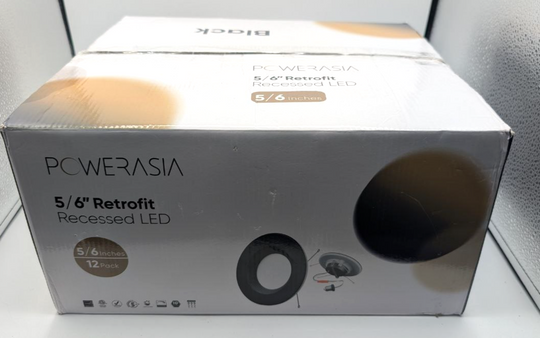 Black
POWERASIA
5/6" Retrofit
Recessed LED
5/6 Inches
POWERASIA
5/6" Retrofit
Recessed LED
5/6 Inches
12 Pack